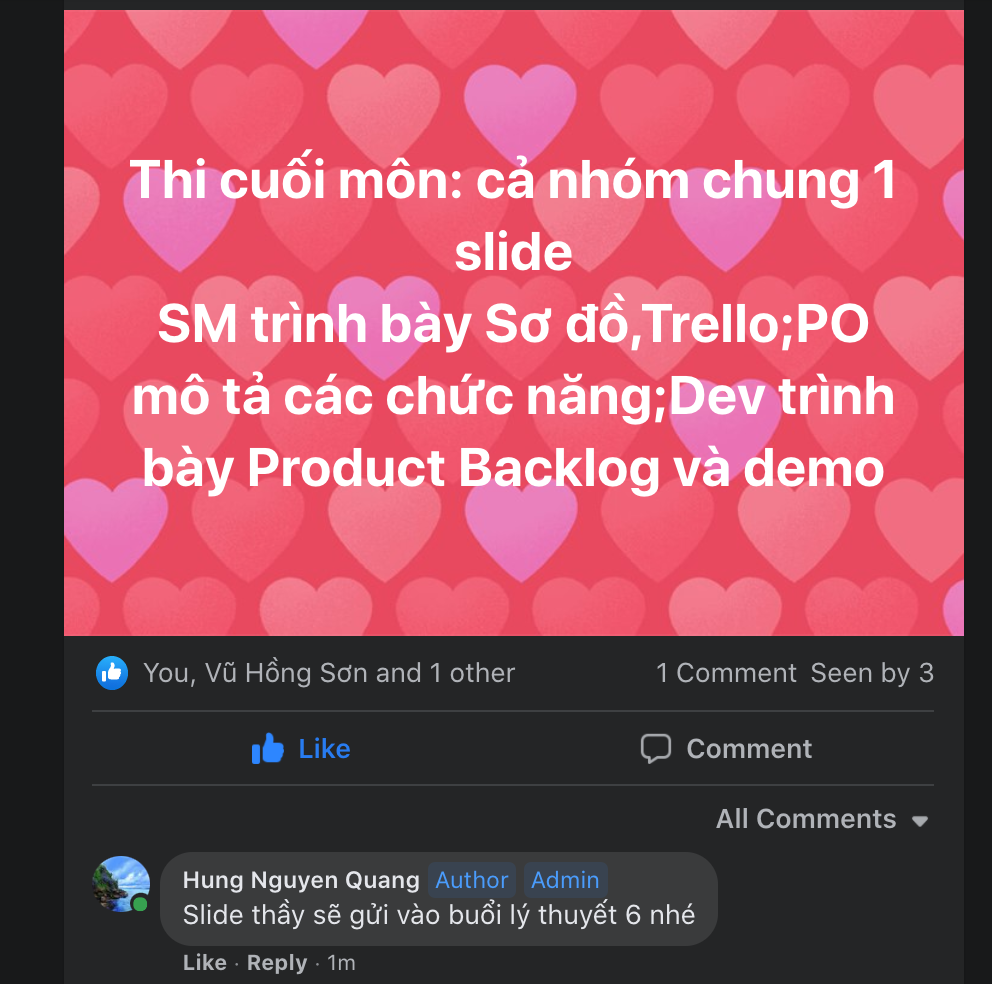 Thi cuối môn: cả nhóm chung 1
slide
SM trình bày Sơ đồ,Trello;PO
mô tả các chức năng;Dev trình
bày Product Backlog và demo
You, Vũ Hồng Sơn and 1 other 1 Comment Seen by 3
Like Comment
All Comments
Hung Nguyen Quang Author Admin
Slide thầy sẽ gửi vào buổi lý thuyết 6 nhé
Like · Reply · 1m